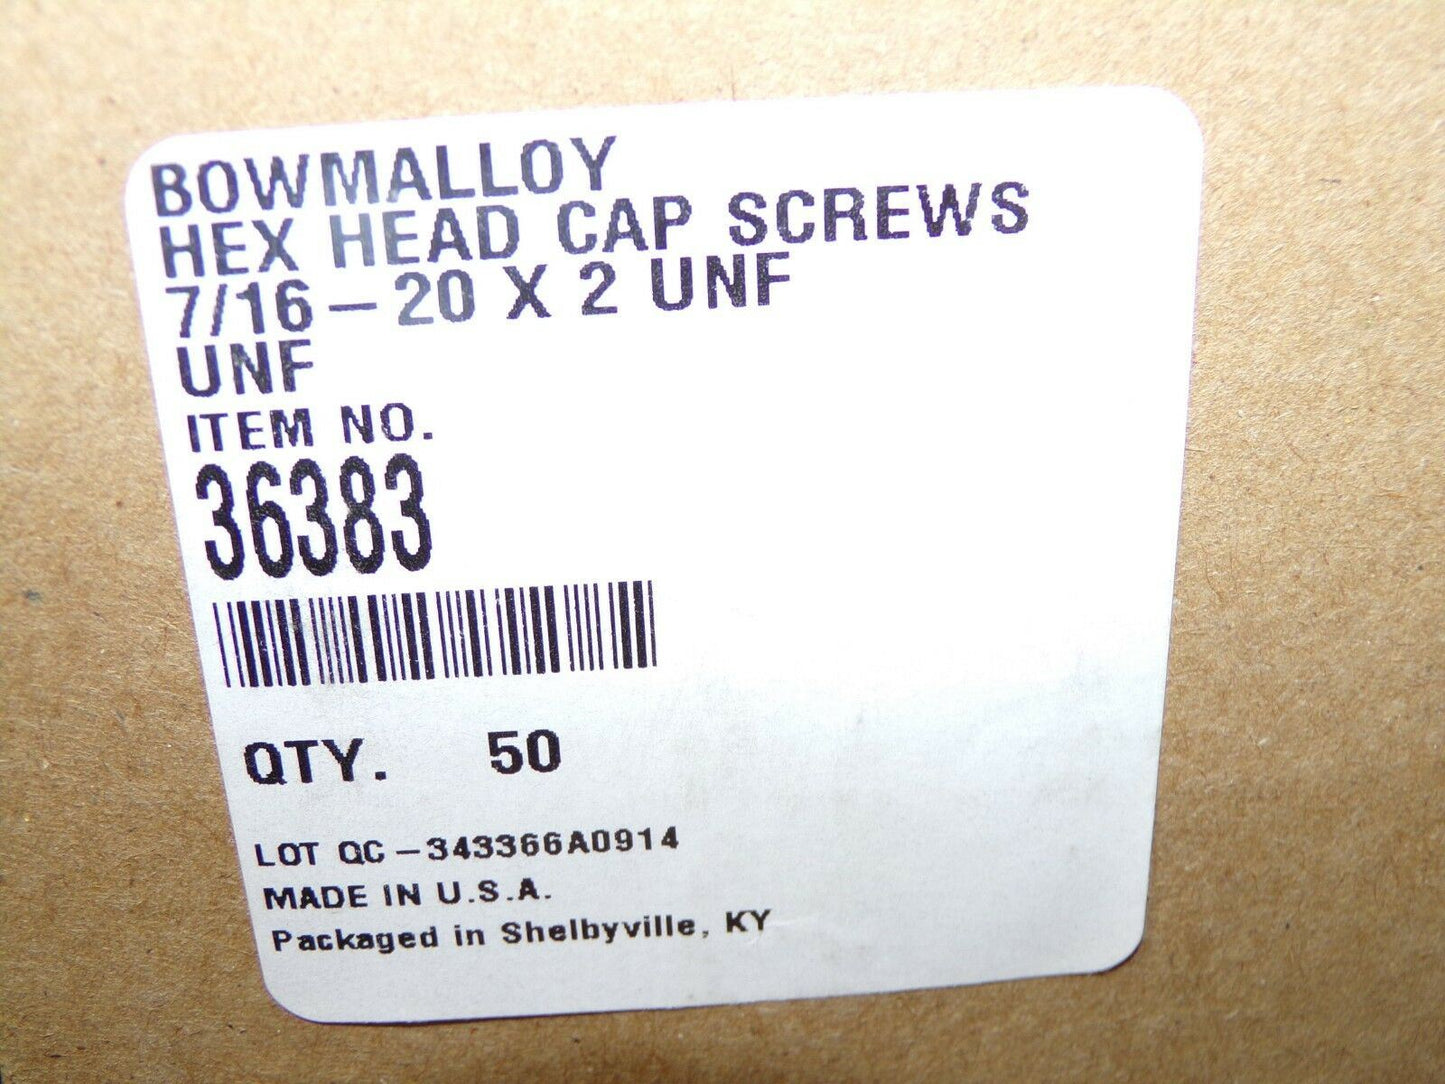 BOWMALLOY
HEX HEAD CAP SCREWS
7/16-20 X 2 UNF
UNF
ITEM NO.
36383
QTY. 50
LOT QC-343366A0914
MADE IN U.S.A.
Packaged in Shelbyville, KY